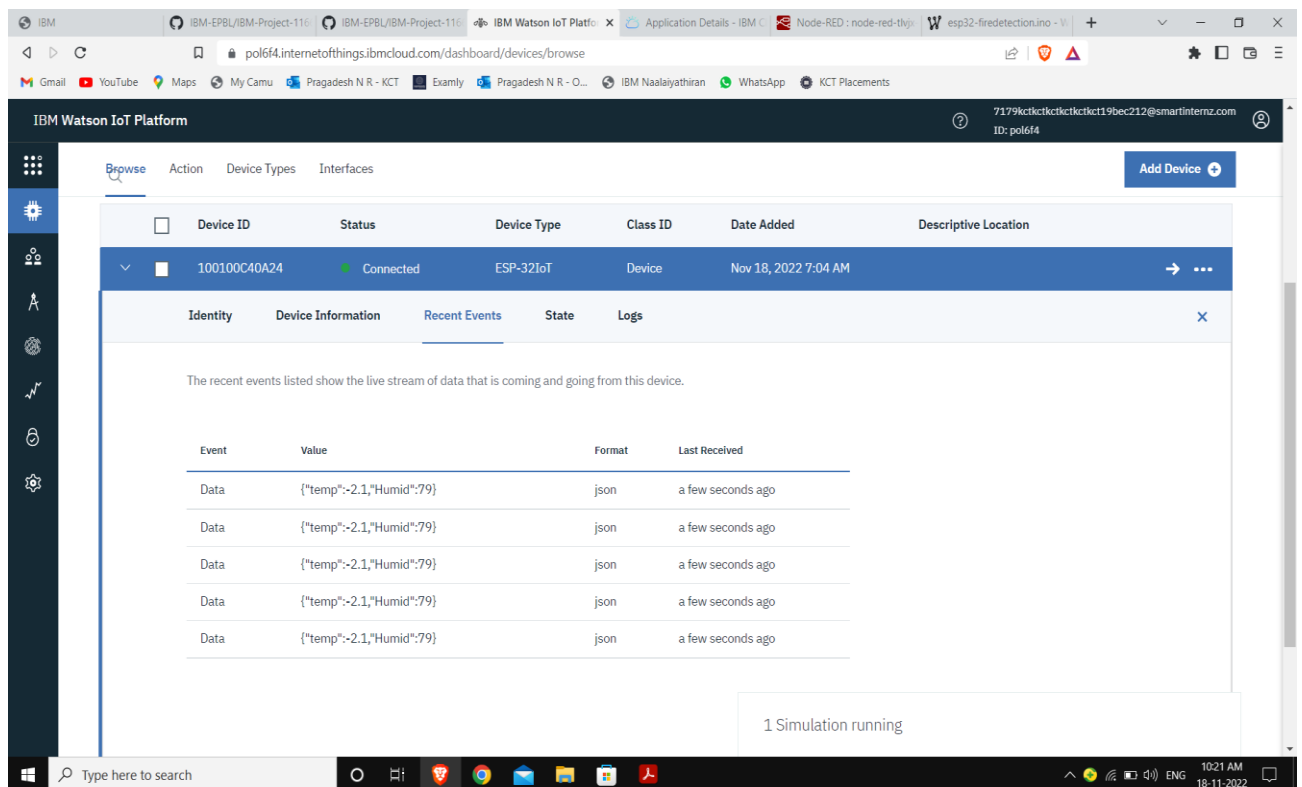 IBM
IBM-EPBL/IBM-Project-116
IBM-EPBL/IBM-Project-116
IBM Watson IoT Platfo
Application Details - IBM C
Node-RED : node-red-tlvjx
esp32-firedetection.ino - W
pol6f4.internetofthings.ibmcloud.com/dashboard/devices/browse
Gmail YouTube Maps My Camu Pragadesh N R - KCT Examly Pragadesh N R - O... IBM Naalaiyathiran WhatsApp KCT Placements
IBM Watson IoT Platform
7179kctkctkctkctkctkct19bec212@smartinternz.com
ID: pol6f4
Browse Action Device Types Interfaces
Add Device
Device ID Status Device Type Class ID Date Added Descriptive Location
100100C40A24 Connected ESP-32IoT Device Nov 18, 2022 7:04 AM
Identity Device Information Recent Events State Logs
The recent events listed show the live stream of data that is coming and going from this device.
Event Value Format Last Received
Data {"temp":-2.1,"Humid":79} json a few seconds ago
Data {"temp":-2.1,"Humid":79} json a few seconds ago
Data {"temp":-2.1,"Humid":79} json a few seconds ago
Data {"temp":-2.1,"Humid":79} json a few seconds ago
Data {"temp":-2.1,"Humid":79} json a few seconds ago
1 Simulation running
Type here to search
ENG
10:21 AM
18-11-2022